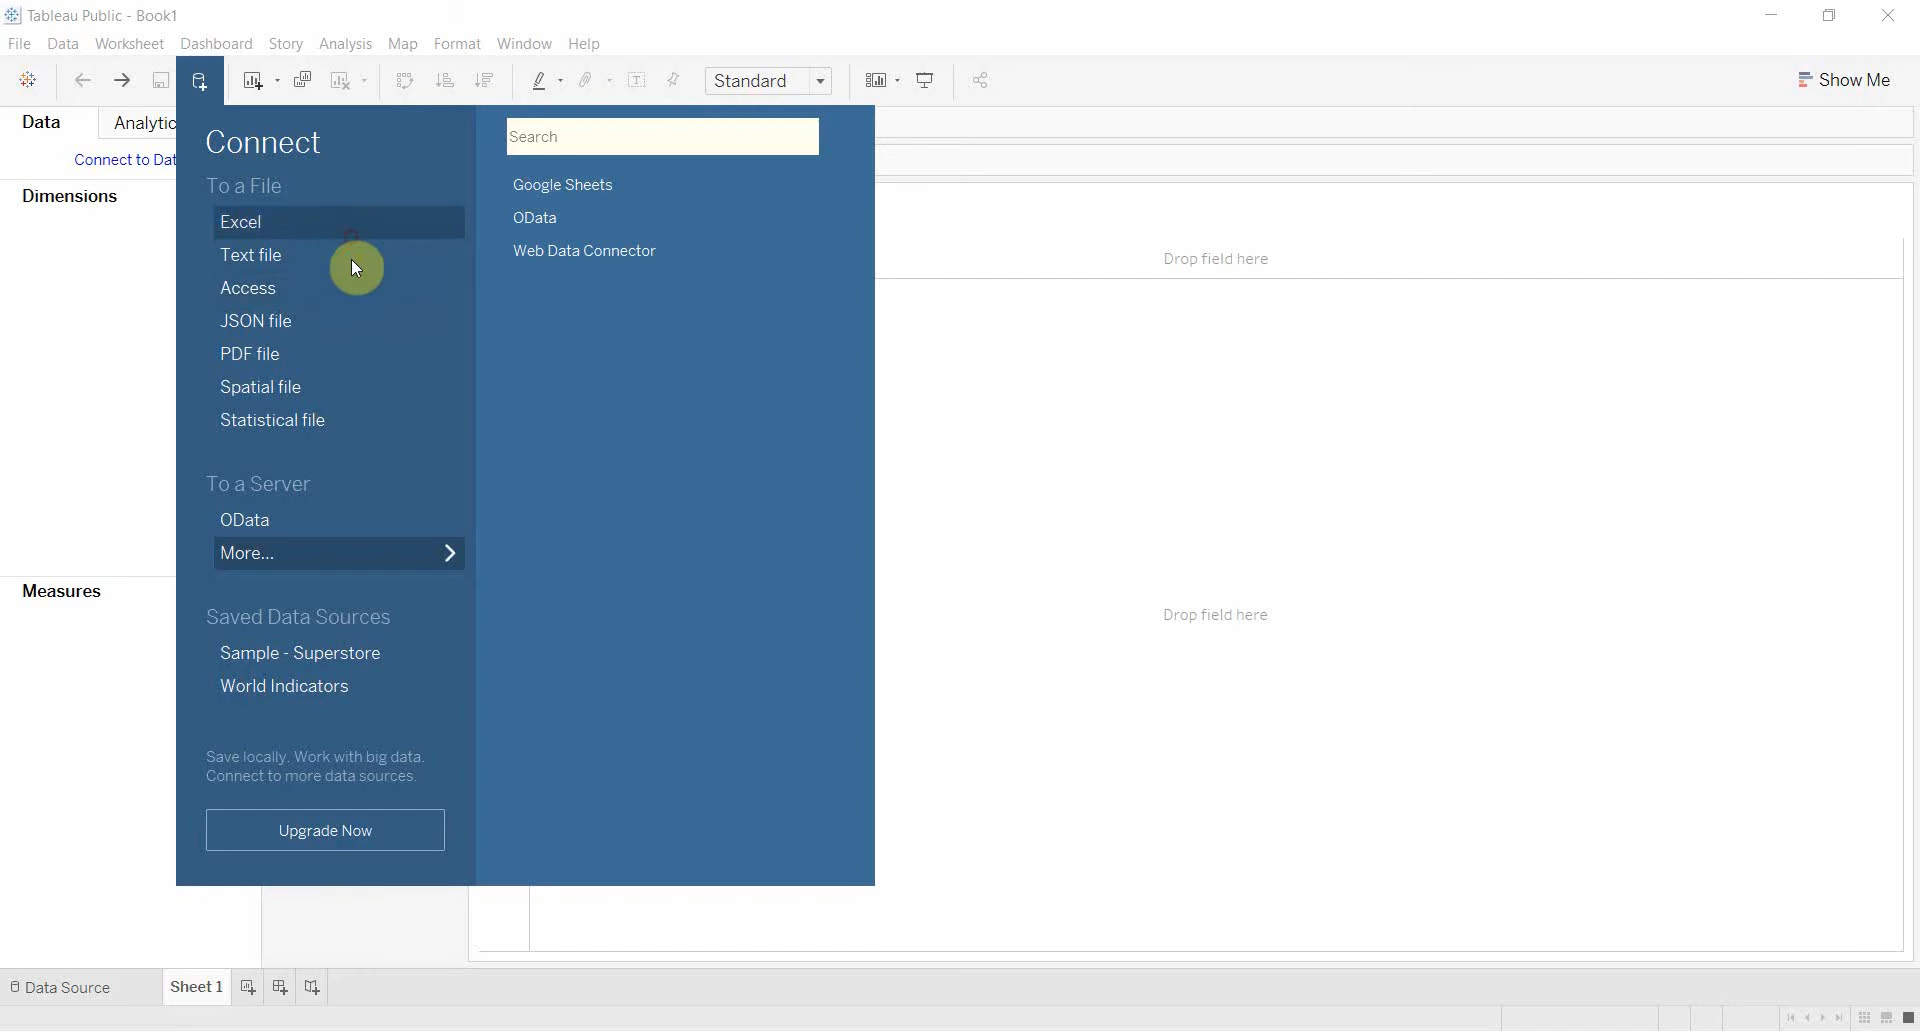 Tableau Public - Book1
File Data Worksheet Dashboard Story Analysis Map Format Window Help
Standard
Show Me
Data
Analytic
Connect to Dat
Dimensions
Measures
Connect
To a File
Excel
Text file
Access
JSON file
PDF file
Spatial file
Statistical file
To a Server
OData
More...
Saved Data Sources
Sample - Superstore
World Indicators
Save locally. Work with big data.
Connect to more data sources.
Upgrade Now
Search
Google Sheets
OData
Web Data Connector
Drop field here
Drop field here
Data Source
Sheet 1